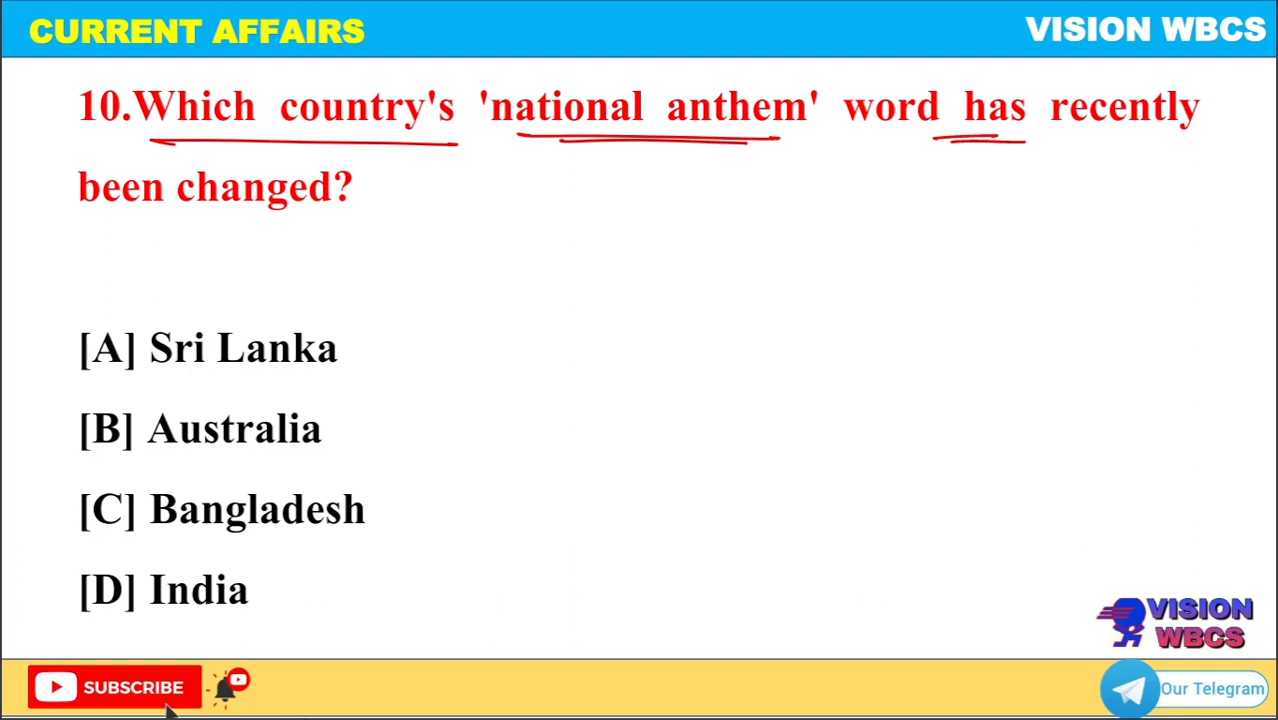 CURRENT AFFAIRS
VISION WBCS
10.Which country's 'national anthem' word has recently
been changed?
[A] Sri Lanka
[B] Australia
[C] Bangladesh
[D] India
VISION
WBCS
SUBSCRIBE
Our Telegram